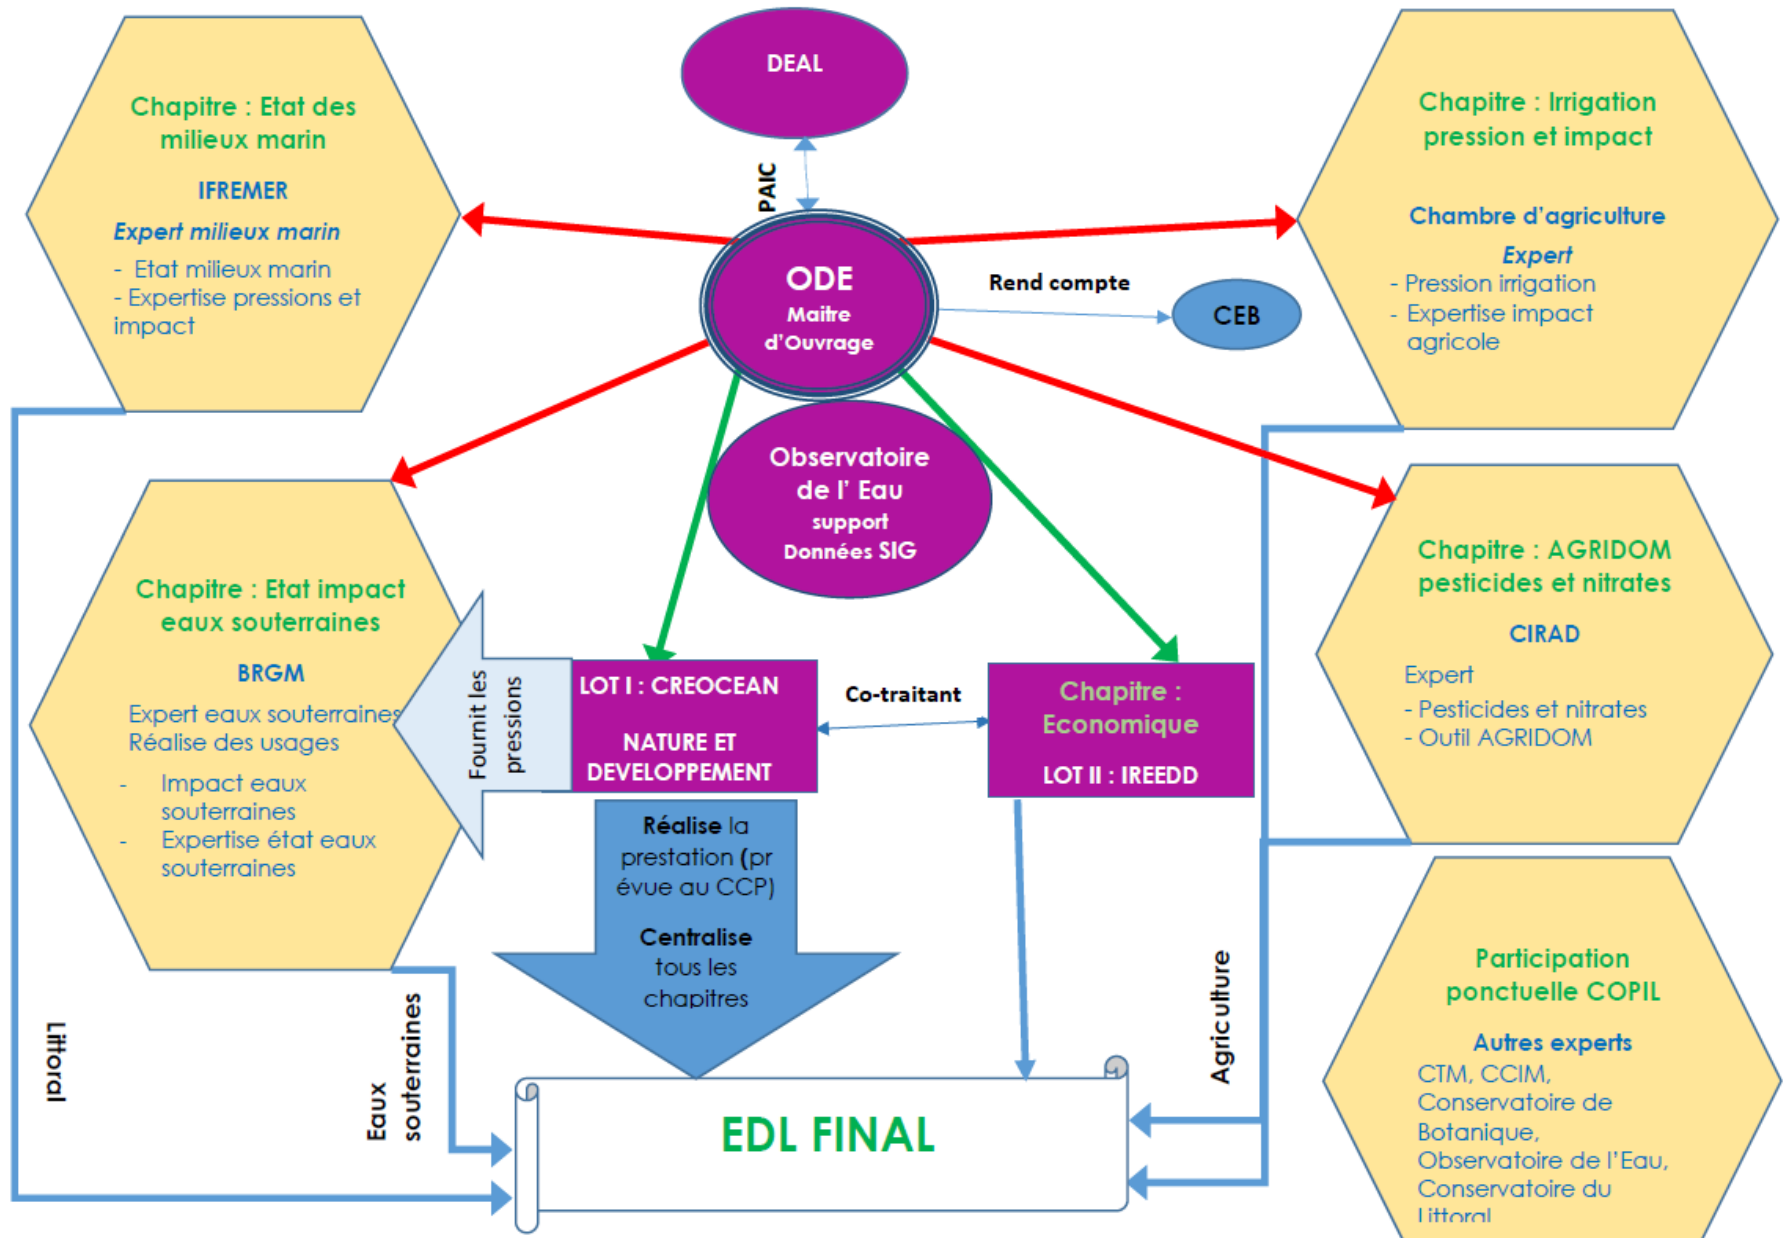 DEAL
PAIC
Chapitre : Etat des
milieux marin
IFREMER
Expert milieux marin
- Etat milieux marin
- Expertise pressions et
impact
ODE
Maitre
d'Ouvrage
Rend compte
CEB
Chapitre : Irrigation
pression et impact
Chambre d'agriculture
Expert
- Pression irrigation
- Expertise impact
agricole
Observatoire
de l' Eau
support
Données SIG
Chapitre : Etat impact
eaux souterraines
BRGM
Expert eaux souterraines
Réalise des usages
- Impact eaux
souterraines
- Expertise état eaux
souterraines
Fournit les
pressions
LOT I : CREOCEAN
NATURE ET
DEVELOPPEMENT
Co-traitant
Chapitre :
Economique
LOT II : IREEDD
Chapitre : AGRIDOM
pesticides et nitrates
CIRAD
Expert
- Pesticides et nitrates
- Outil AGRIDOM
Réalise la
prestation (pr
évue au CCP)
Centralise
tous les
chapitres
Littoral
Eaux
souterraines
Agriculture
Participation
ponctuelle COPIL
Autres experts
CTM, CCIM,
Conservatoire de
Botanique,
Observatoire de l'Eau,
Conservatoire du
Littoral
EDL FINAL